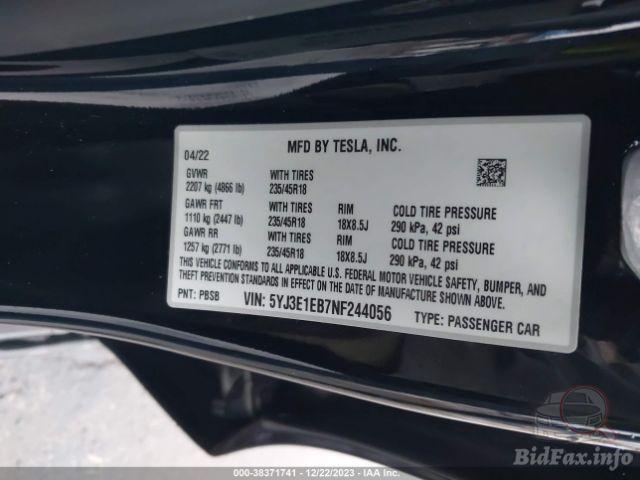 MFD BY TESLA, INC.
04/22
GVWR WITH TIRES
2207 kg (4866 lb) 235/45R18
GAWR FRT WITH TIRES RIM COLD TIRE PRESSURE
1110 kg (2447 lb) 235/45R18 18X8.5J 290 kPa, 42 psi
GAWR RR WITH TIRES RIM COLD TIRE PRESSURE
1257 kg (2771 lb) 235/45R18 18X8.5J 290 kPa, 42 psi
THIS VEHICLE CONFORMS TO ALL APPLICABLE U.S. FEDERAL MOTOR VEHICLE SAFETY, BUMPER, AND
THEFT PREVENTION STANDARDS IN EFFECT ON THE DATE OF MANUFACTURE SHOWN ABOVE.
PNT: PBSB VIN: 5YJ3E1EB7NF244056 TYPE: PASSENGER CAR
000-38371741 - 12/22/2023 - IAA Inc.
BidFax.info